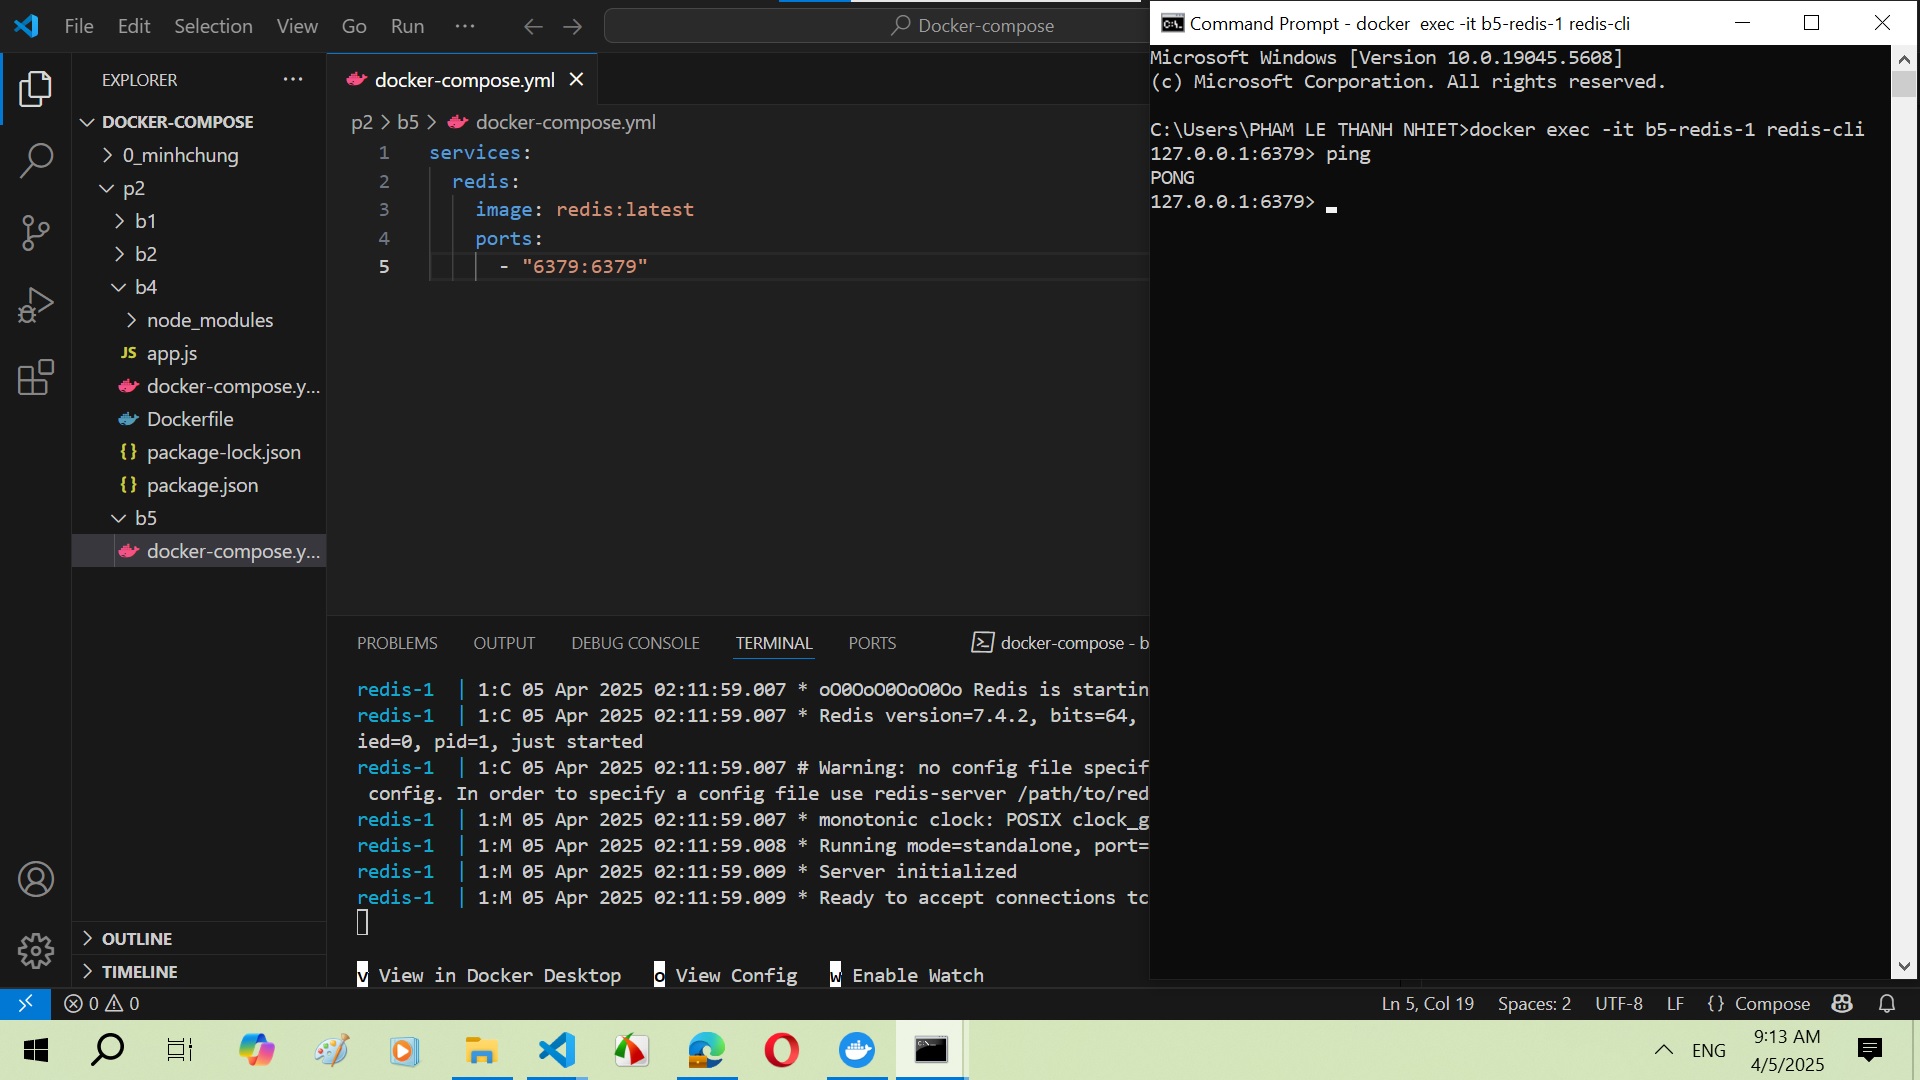 File Edit Selection View Go Run ···
Docker-compose
EXPLORER
DOCKER-COMPOSE
0_minhchung
p2
b1
b2
b4
node_modules
JS app.js
docker-compose.y...
Dockerfile
{} package-lock.json
{} package.json
b5
docker-compose.y...
OUTLINE
TIMELINE
docker-compose.yml
p2 > b5 > docker-compose.yml
1 services:
2 redis:
3 image: redis:latest
4 ports:
5 - "6379:6379"
PROBLEMS OUTPUT DEBUG CONSOLE TERMINAL PORTS docker-compose - b
redis-1 | 1:C 05 Apr 2025 02:11:59.007 * oO0OoO0OoO0Oo Redis is startin
redis-1 | 1:C 05 Apr 2025 02:11:59.007 * Redis version=7.4.2, bits=64,
ied=0, pid=1, just started
redis-1 | 1:C 05 Apr 2025 02:11:59.007 # Warning: no config file specif
config. In order to specify a config file use redis-server /path/to/red
redis-1 | 1:M 05 Apr 2025 02:11:59.007 * monotonic clock: POSIX clock_g
redis-1 | 1:M 05 Apr 2025 02:11:59.008 * Running mode=standalone, port=
redis-1 | 1:M 05 Apr 2025 02:11:59.009 * Server initialized
redis-1 | 1:M 05 Apr 2025 02:11:59.009 * Ready to accept connections tc
v View in Docker Desktop o View Config w Enable Watch
Command Prompt - docker exec -it b5-redis-1 redis-cli
Microsoft Windows [Version 10.0.19045.5608]
(c) Microsoft Corporation. All rights reserved.
C:\Users\PHAM LE THANH NHIET>docker exec -it b5-redis-1 redis-cli
127.0.0.1:6379> ping
PONG
127.0.0.1:6379>
0 0
Ln 5, Col 19 Spaces: 2 UTF-8 LF {} Compose
ENG
9:13 AM
4/5/2025